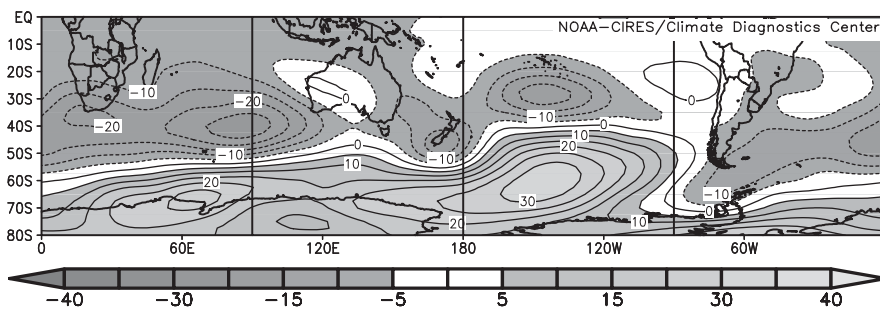 EQ
NOAA–CIRES/Climate Diagnostics Center
10S
20S
−10
30S
−20
0
0
40S
−20
−10
0
10
50S
−10
0
10
−10
20
60S
20
30
−10
70S
20
10
0
80S
0 60E 120E 180 120W 60W
−40 −30 −15 −5 5 15 30 40